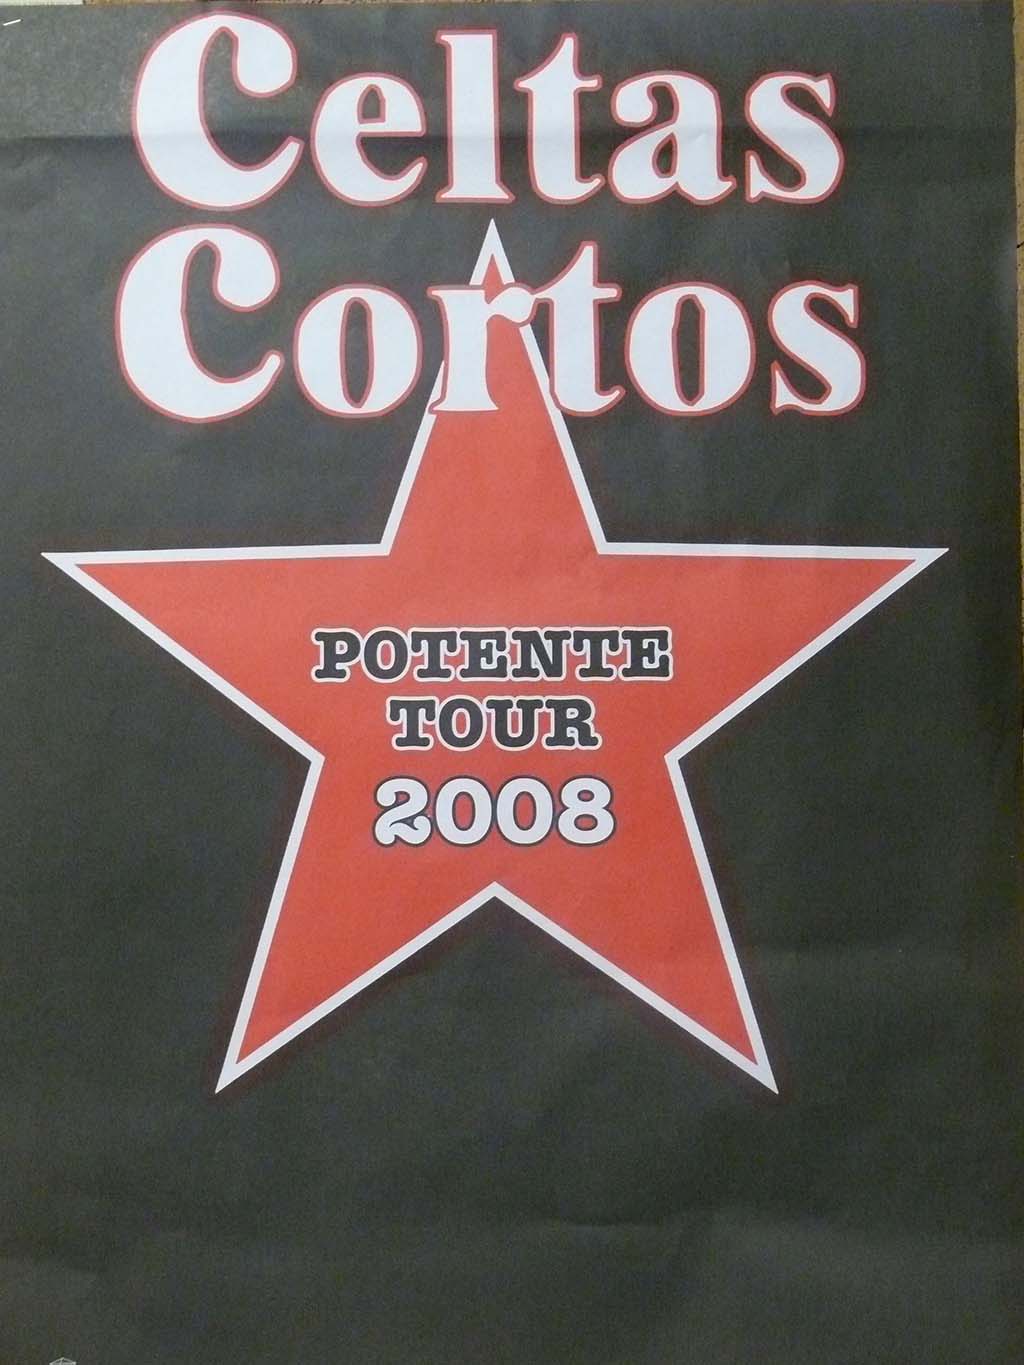 Celtas
Cortos
POTENTE
TOUR
2008